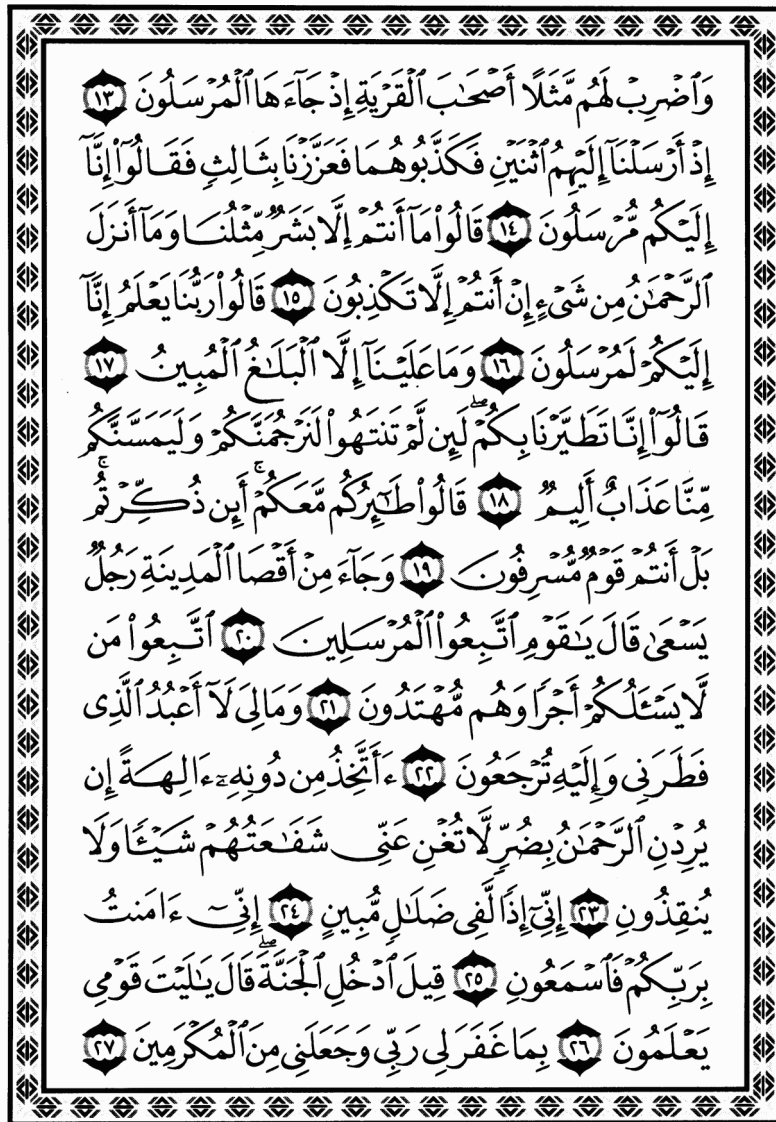 وَٱضْرِبْ لَهُم مَّثَلًا أَصْحَٰبَ ٱلْقَرْيَةِ إِذْ جَآءَهَا ٱلْمُرْسَلُونَ ١٣
إِذْ أَرْسَلْنَآ إِلَيْهِمُ ٱثْنَيْنِ فَكَذَّبُوهُمَا فَعَزَّزْنَا بِثَالِثٍ فَقَالُوٓا۟ إِنَّآ
إِلَيْكُم مُّرْسَلُونَ ١٤ قَالُوا۟ مَآ أَنتُمْ إِلَّا بَشَرٌ مِّثْلُنَا وَمَآ أَنزَلَ
ٱلرَّحْمَٰنُ مِن شَىْءٍ إِنْ أَنتُمْ إِلَّا تَكْذِبُونَ ١٥ قَالُوا۟ رَبُّنَا يَعْلَمُ إِنَّآ
إِلَيْكُمْ لَمُرْسَلُونَ ١٦ وَمَا عَلَيْنَآ إِلَّا ٱلْبَلَٰغُ ٱلْمُبِينُ ١٧
قَالُوٓا۟ إِنَّا تَطَيَّرْنَا بِكُمْ ۖ لَئِن لَّمْ تَنتَهُوا۟ لَنَرْجُمَنَّكُمْ وَلَيَمَسَّنَّكُم
مِّنَّا عَذَابٌ أَلِيمٌ ١٨ قَالُوا۟ طَٰٓئِرُكُم مَّعَكُمْ ۚ أَئِن ذُكِّرْتُم ۚ
بَلْ أَنتُمْ قَوْمٌ مُّسْرِفُونَ ١٩ وَجَآءَ مِنْ أَقْصَا ٱلْمَدِينَةِ رَجُلٌ
يَسْعَىٰ قَالَ يَٰقَوْمِ ٱتَّبِعُوا۟ ٱلْمُرْسَلِينَ ٢٠ ٱتَّبِعُوا۟ مَن
لَّا يَسْـَٔلُكُمْ أَجْرًا وَهُم مُّهْتَدُونَ ٢١ وَمَا لِىَ لَآ أَعْبُدُ ٱلَّذِى
فَطَرَنِى وَإِلَيْهِ تُرْجَعُونَ ٢٢ ءَأَتَّخِذُ مِن دُونِهِۦٓ ءَالِهَةً إِن
يُرِدْنِ ٱلرَّحْمَٰنُ بِضُرٍّ لَّا تُغْنِ عَنِّى شَفَٰعَتُهُمْ شَيْـًٔا وَلَا
يُنقِذُونِ ٢٣ إِنِّىٓ إِذًا لَّفِى ضَلَٰلٍ مُّبِينٍ ٢٤ إِنِّىٓ ءَامَنتُ
بِرَبِّكُمْ فَٱسْمَعُونِ ٢٥ قِيلَ ٱدْخُلِ ٱلْجَنَّةَ ۖ قَالَ يَٰلَيْتَ قَوْمِى
يَعْلَمُونَ ٢٦ بِمَا غَفَرَ لِى رَبِّى وَجَعَلَنِى مِنَ ٱلْمُكْرَمِينَ ٢٧